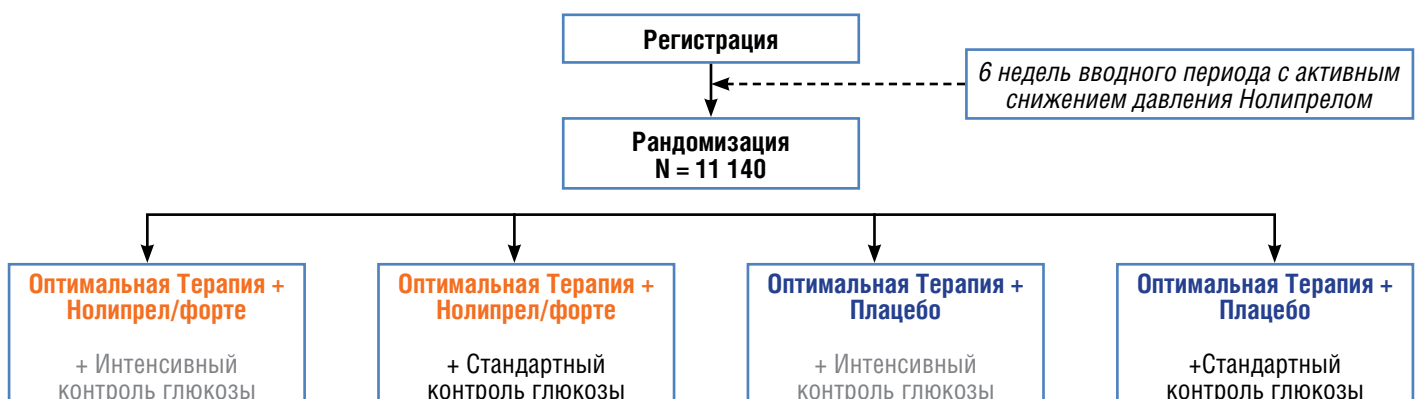 Регистрация
6 недель вводного периода с активным
снижением давления Нолипрелом
Рандомизация
N = 11 140
Оптимальная Терапия +
Нолипрел/форте
+ Интенсивный
контроль глюкозы
Оптимальная Терапия +
Нолипрел/форте
+ Стандартный
контроль глюкозы
Оптимальная Терапия +
Плацебо
+ Интенсивный
контроль глюкозы
Оптимальная Терапия +
Плацебо
+Стандартный
контроль глюкозы